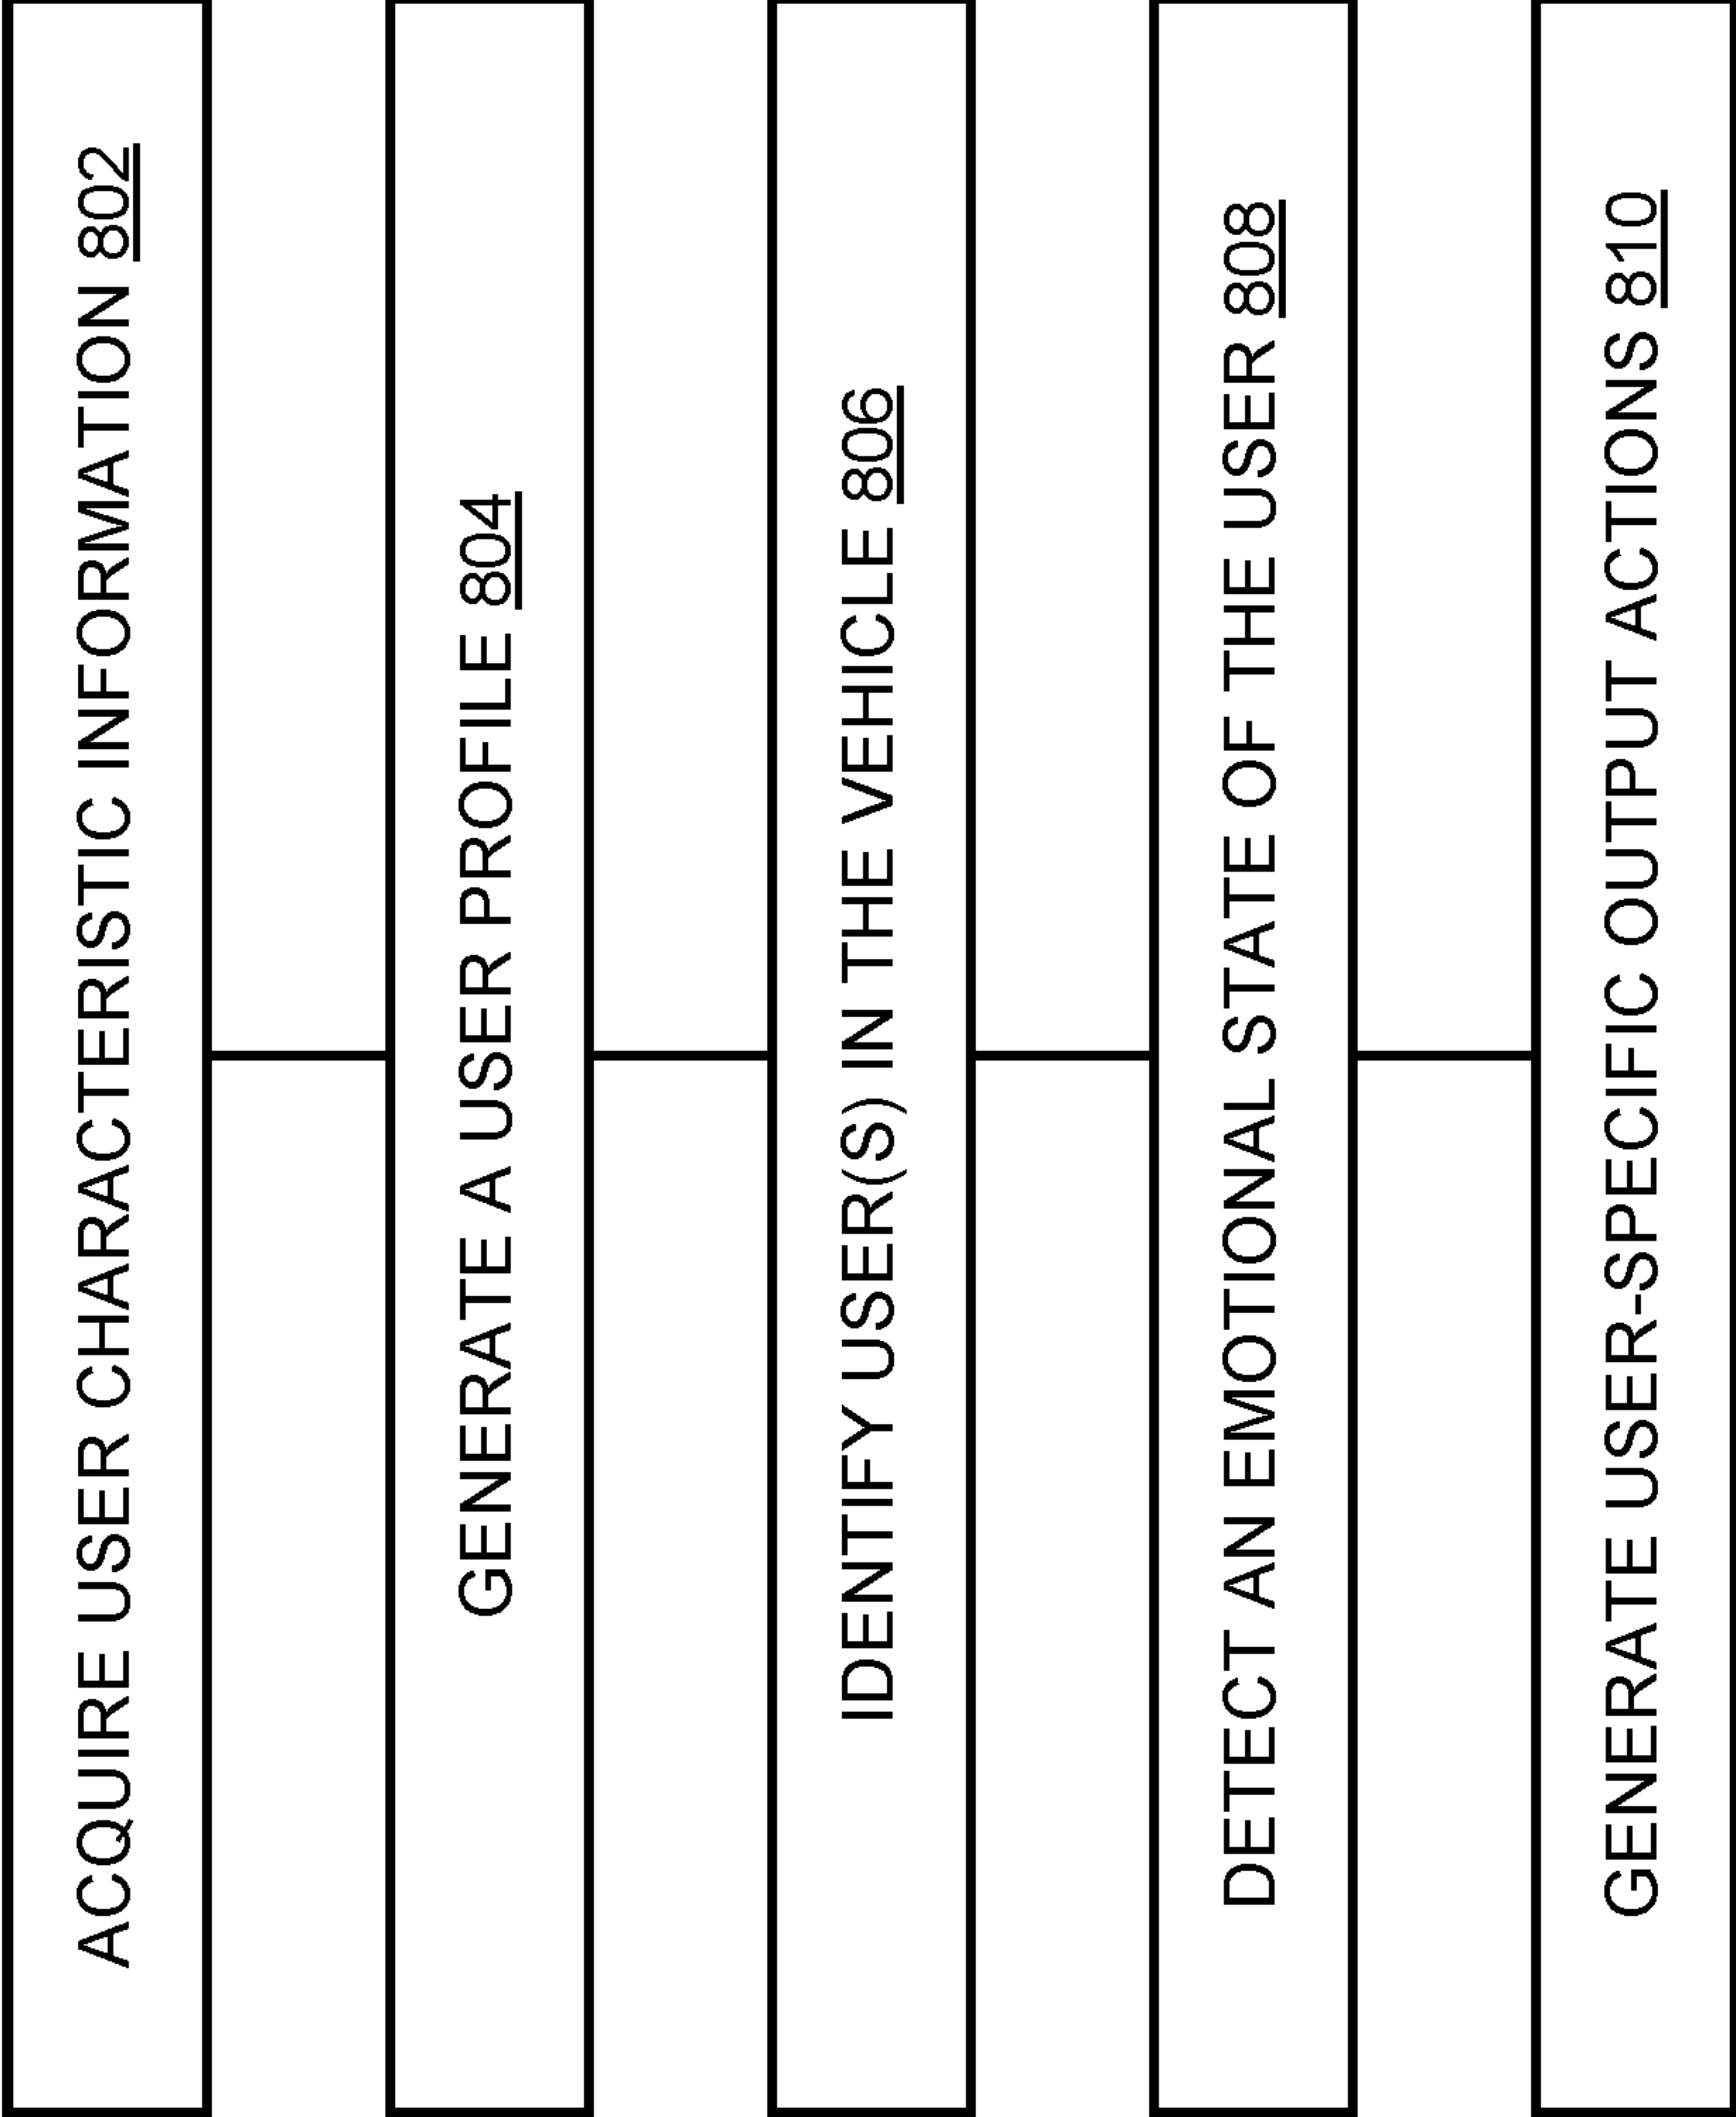 ACQUIRE USER CHARACTERISTIC INFORMATION 802
GENERATE A USER PROFILE 804
IDENTIFY USER(S) IN THE VEHICLE 806
DETECT AN EMOTIONAL STATE OF THE USER 808
GENERATE USER-SPECIFIC OUTPUT ACTIONS 810